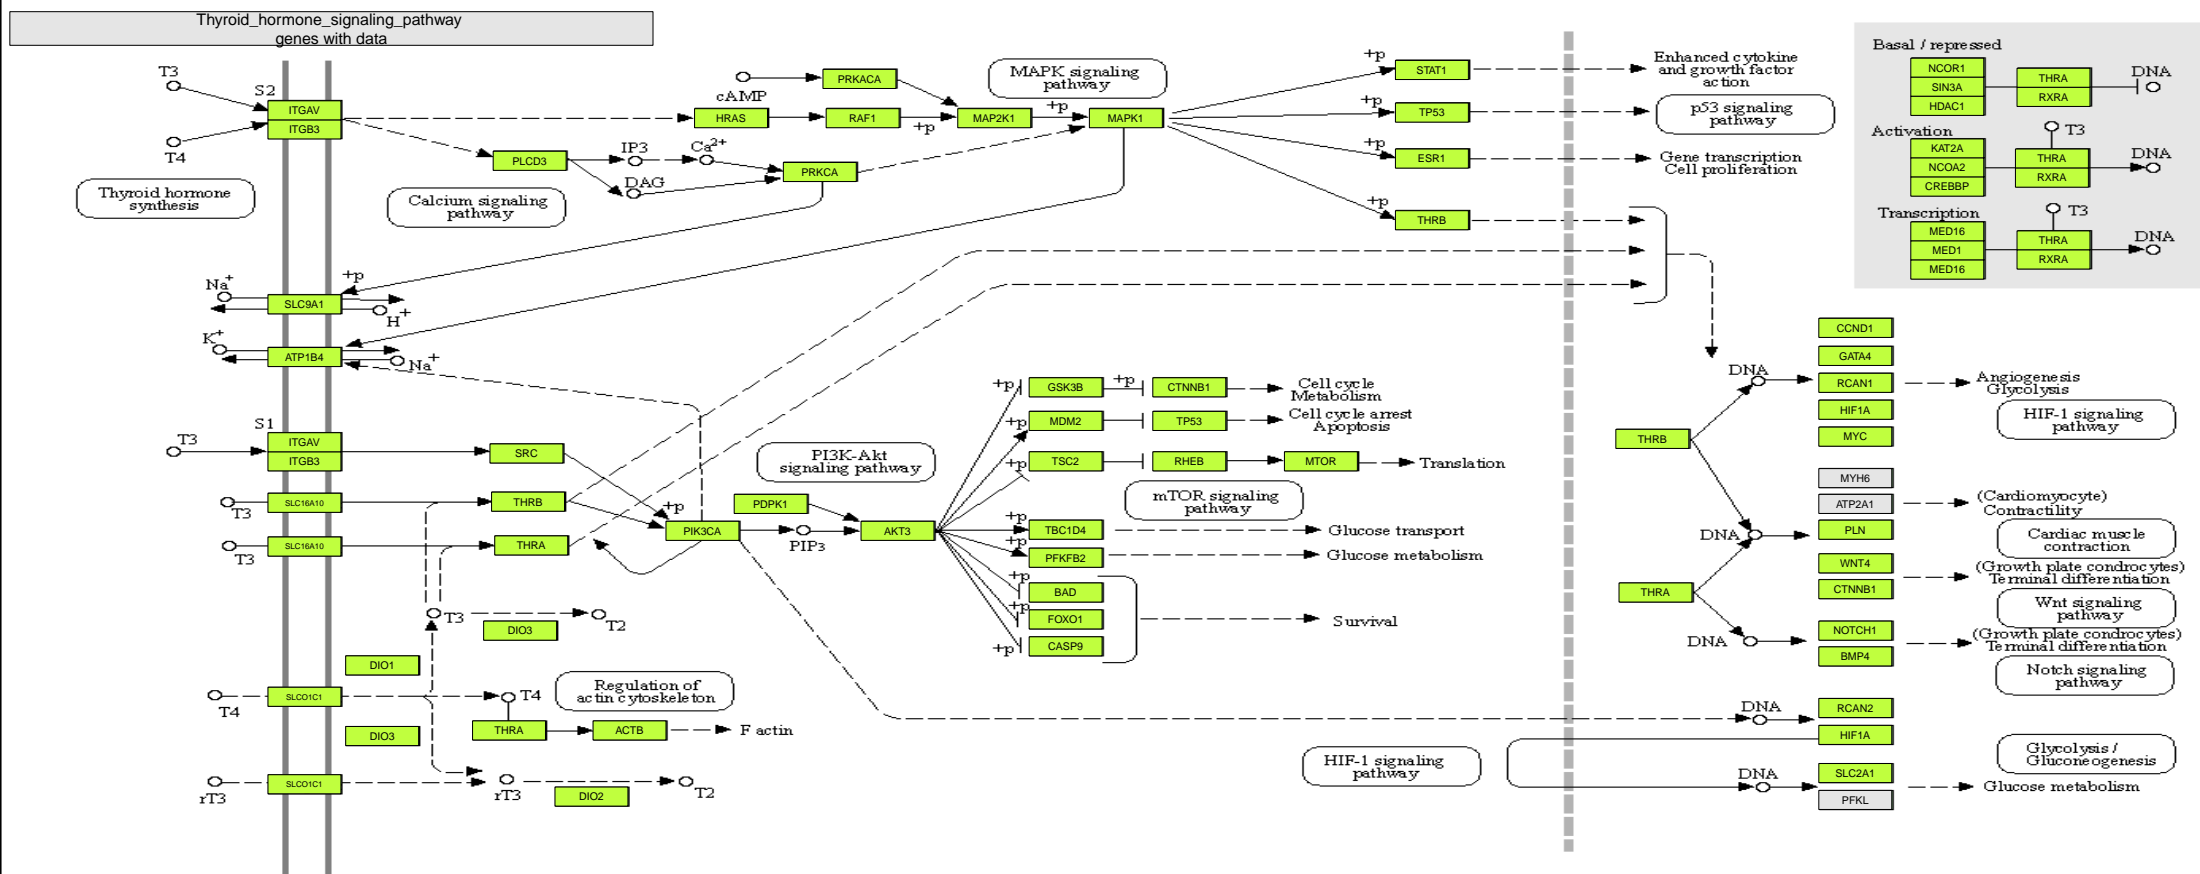 Thyroid_hormone_signaling_pathway
genes with data
T3
S2
ITGAV
ITGB3
T4
Thyroid hormone
synthesis
PRKACA
cAMP
HRAS
RAF1
+p
MAP2K1
+p
MAPK1
MAPK signaling
pathway
PLCD3
IP3
Ca2+
DAG
PRKCA
Calcium signaling
pathway
+p
STAT1
Enhanced cytokine
and growth factor
action
+p
TP53
p53 signaling
pathway
+p
ESR1
Gene transcription
Cell proliferation
+p
THRB
Basal / repressed
NCOR1
SIN3A
HDAC1
THRA
RXRA
DNA
Activation
KAT2A
NCOA2
CREBBP
T3
THRA
RXRA
DNA
Transcription
MED16
MED1
MED16
T3
THRA
RXRA
DNA
Na+
+p
SLC9A1
H+
K+
ATP1B4
Na+
T3
S1
ITGAV
ITGB3
SRC
SLC16A10
T3
THRB
SLC16A10
T3
THRA
+p
PIK3CA
PI3K-Akt
signaling pathway
PDPK1
PIP3
AKT3
+p
GSK3B
+p
CTNNB1
Cell cycle
Metabolism
+p
MDM2
TP53
Cell cycle arrest
Apoptosis
+p
TSC2
RHEB
MTOR
Translation
mTOR signaling
pathway
+p
TBC1D4
Glucose transport
+p
PFKFB2
Glucose metabolism
+p
BAD
+p
FOXO1
Survival
+p
CASP9
T3
DIO3
T2
DIO1
SLCO1C1
T4
T4
Regulation of
actin cytoskeleton
THRA
ACTB
F actin
DIO3
SLCO1C1
rT3
rT3
DIO2
T2
THRB
THRA
DNA
CCND1
GATA4
RCAN1
HIF1A
MYC
Angiogenesis
Glycolysis
HIF-1 signaling
pathway
DNA
MYH6
ATP2A1
PLN
(Cardiomyocyte)
Contractility
Cardiac muscle
contraction
WNT4
CTNNB1
(Growth plate condrocytes)
Terminal differentiation
Wnt signaling
pathway
DNA
NOTCH1
BMP4
(Growth plate condrocytes)
Terminal differentiation
Notch signaling
pathway
DNA
RCAN2
HIF1A
HIF-1 signaling
pathway
Glycolysis /
Gluconeogenesis
DNA
SLC2A1
PFKL
Glucose metabolism